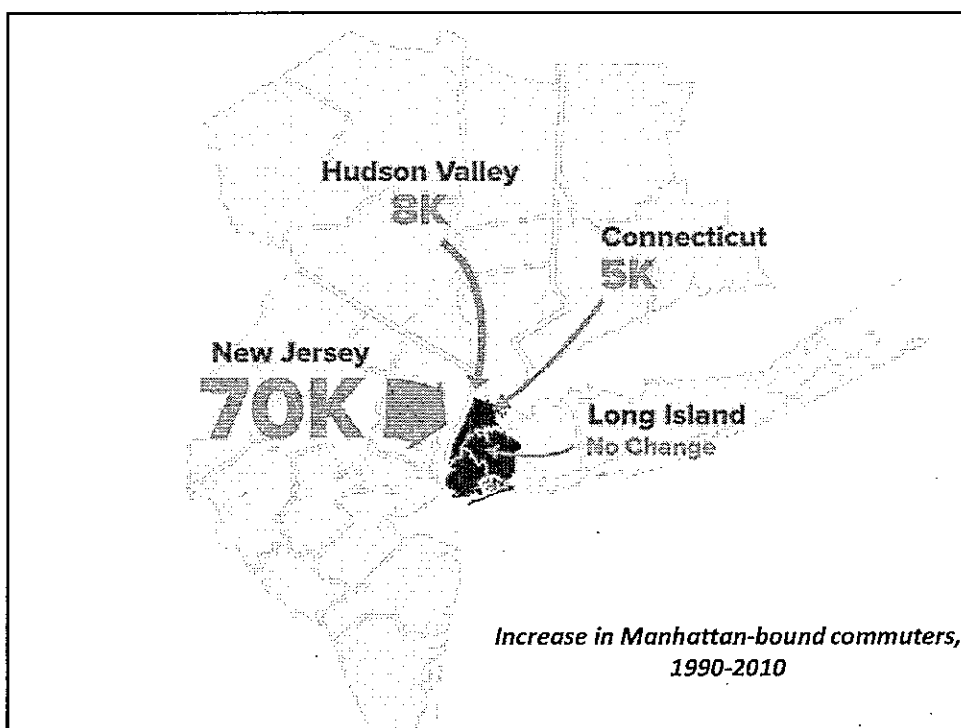 Hudson Valley
8K
Connecticut
5K
New Jersey
70K
Long Island
No Change
Increase in Manhattan-bound commuters,
1990-2010